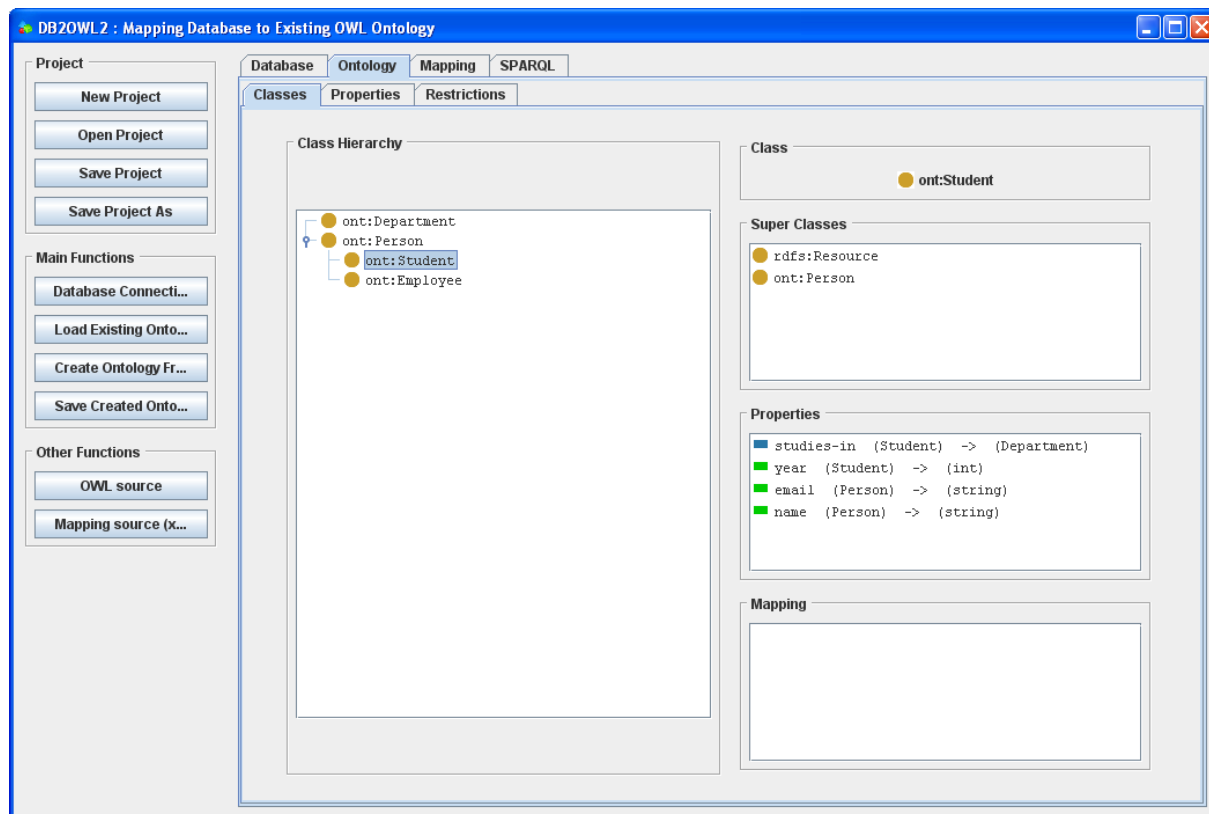 DB2OWL2 : Mapping Database to Existing OWL Ontology
Project
New Project
Open Project
Save Project
Save Project As
Main Functions
Database Connecti...
Load Existing Onto...
Create Ontology Fr...
Save Created Onto...
Other Functions
OWL source
Mapping source (x...
Database Ontology Mapping SPARQL
Classes Properties Restrictions
Class Hierarchy
ont:Department
ont:Person
ont:Student
ont:Employee
Class
ont:Student
Super Classes
rdfs:Resource
ont:Person
Properties
studies-in (Student) -> (Department)
year (Student) -> (int)
email (Person) -> (string)
name (Person) -> (string)
Mapping